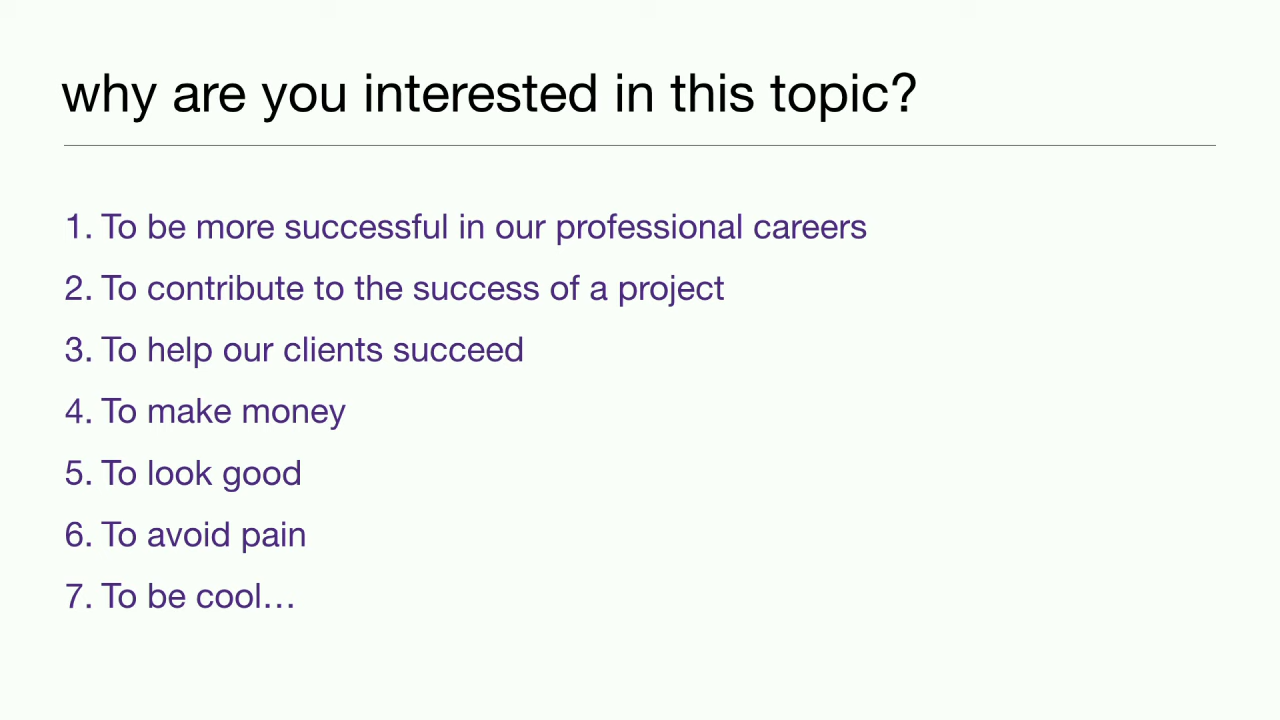 why are you interested in this topic?
1. To be more successful in our professional careers
2. To contribute to the success of a project
3. To help our clients succeed
4. To make money
5. To look good
6. To avoid pain
7. To be cool…